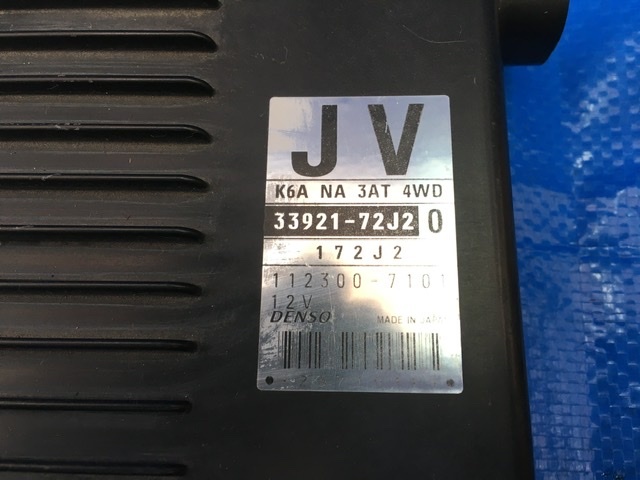 JV
K6A NA 3AT 4WD
33921-72J2 0
172J2
112300-7101
12V
DENSO MADE IN JAPAN